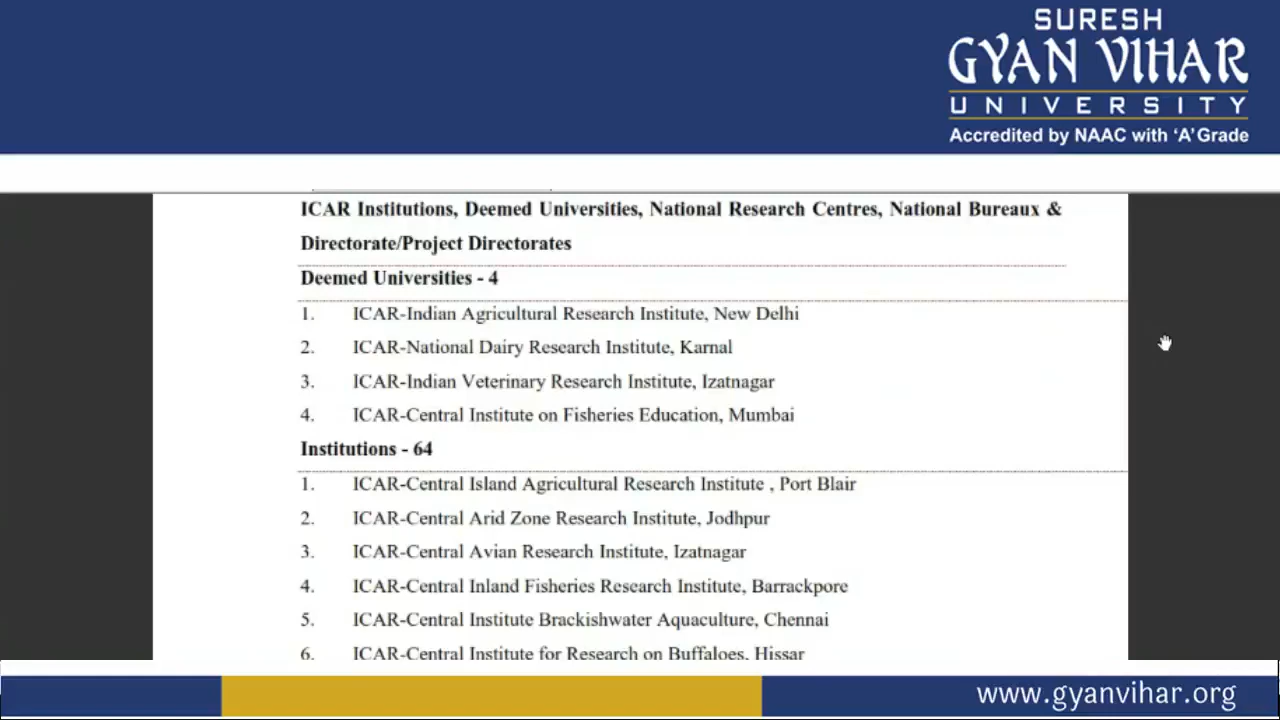 SURESH
GYAN VIHAR
UNIVERSITY
Accredited by NAAC with ‘A’ Grade
ICAR Institutions, Deemed Universities, National Research Centres, National Bureaux &
Directorate/Project Directorates
Deemed Universities - 4
1. ICAR-Indian Agricultural Research Institute, New Delhi
2. ICAR-National Dairy Research Institute, Karnal
3. ICAR-Indian Veterinary Research Institute, Izatnagar
4. ICAR-Central Institute on Fisheries Education, Mumbai
Institutions - 64
1. ICAR-Central Island Agricultural Research Institute , Port Blair
2. ICAR-Central Arid Zone Research Institute, Jodhpur
3. ICAR-Central Avian Research Institute, Izatnagar
4. ICAR-Central Inland Fisheries Research Institute, Barrackpore
5. ICAR-Central Institute Brackishwater Aquaculture, Chennai
6. ICAR-Central Institute for Research on Buffaloes, Hissar
www.gyanvihar.org